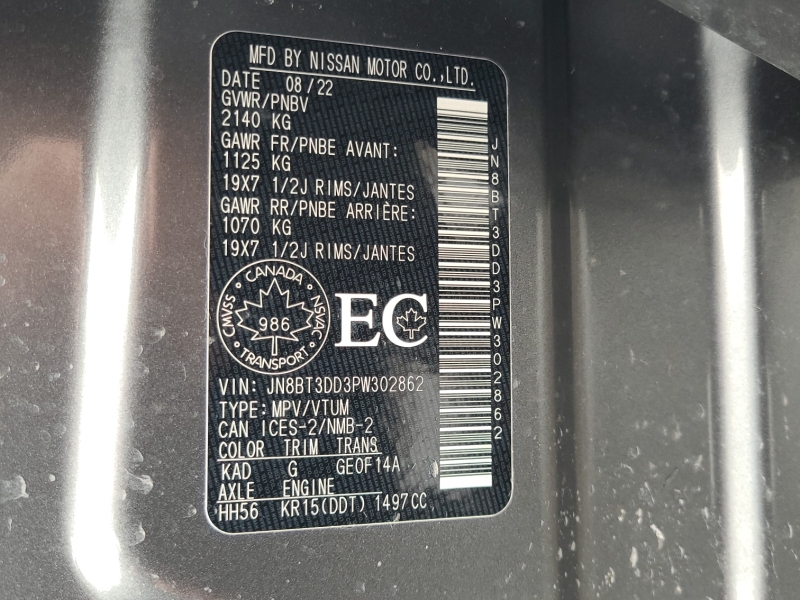 MFD BY NISSAN MOTOR CO.,LTD.
DATE 08/22
GVWR/PNBV
2140 KG
GAWR FR/PNBE AVANT:
1125 KG
19X7 1/2J RIMS/JANTES
GAWR RR/PNBE ARRIÈRE:
1070 KG
19X7 1/2J RIMS/JANTES
CANADA
CMVSS 986 NSVAC
TRANSPORT
EC
VIN: JN8BT3DD3PW302862
TYPE: MPV/VTUM
CAN ICES-2/NMB-2
COLOR TRIM TRANS
KAD G GE0F14A
AXLE ENGINE
HH56 KR15(DDT) 1497CC
JN8BT3DD3PW302862